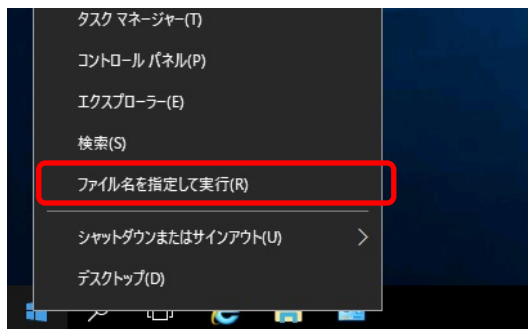 タスク マネージャー(T)
コントロール パネル(P)
エクスプローラー(E)
検索(S)
ファイル名を指定して実行(R)
シャットダウンまたはサインアウト(U)
デスクトップ(D)